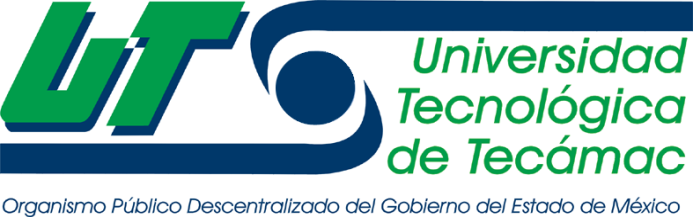 UT
Universidad
Tecnológica
de Tecámac
Organismo Público Descentralizado del Gobierno del Estado de México